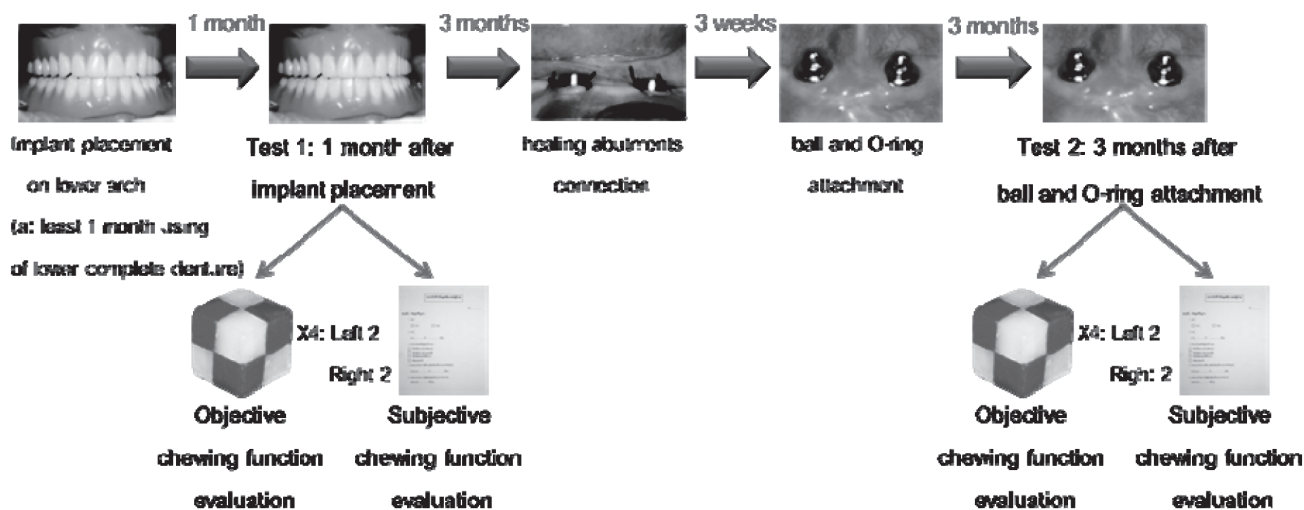 1 month
3 months
3 weeks
3 months
Implant placement
on lower arch
(at least 1 month using
of lower complete denture)
Test 1: 1 month after
implant placement
healing abutments
connection
ball and O-ring
attachment
Test 2: 3 months after
ball and O-ring attachment
X4: Left 2
Right 2
Objective
chewing function
evaluation
Subjective
chewing function
evaluation
X4: Left 2
Right 2
Objective
chewing function
evaluation
Subjective
chewing function
evaluation